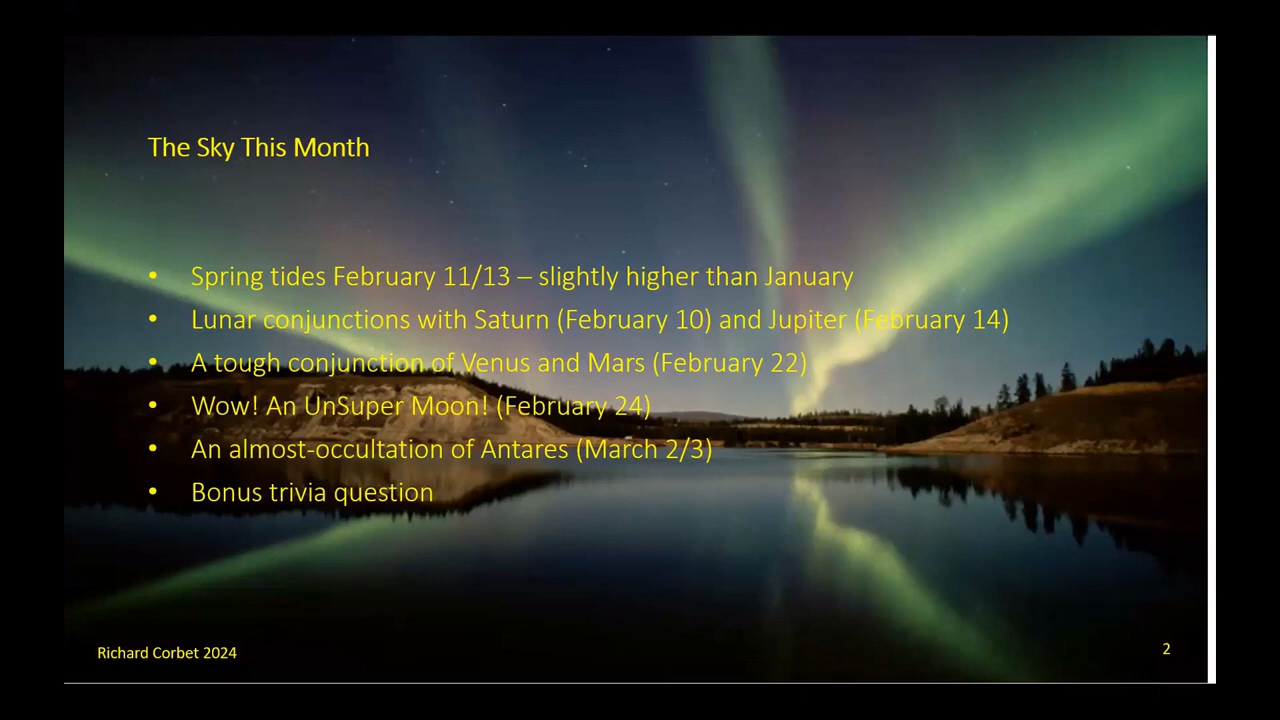 The Sky This Month
• Spring tides February 11/13 – slightly higher than January
• Lunar conjunctions with Saturn (February 10) and Jupiter (February 14)
• A tough conjunction of Venus and Mars (February 22)
• Wow! An UnSuper Moon! (February 24)
• An almost-occultation of Antares (March 2/3)
• Bonus trivia question
Richard Corbet 2024
2